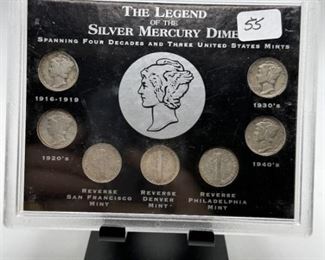 The Legend
of the
Silver Mercury Dime
55
Spanning Four Decades and Three United States Mints
1916-1919
1930's
1920's
1940's
Reverse
San Francisco
Mint
Reverse
Denver
Mint
Reverse
Philadelphia
Mint